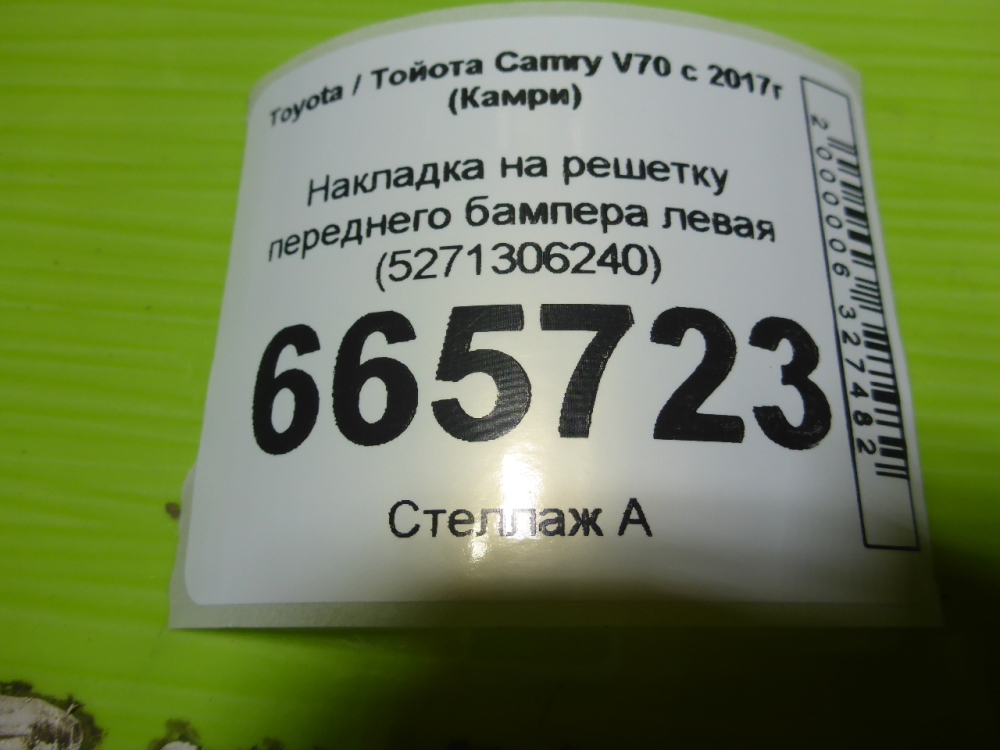 Toyota / Тойота Camry V70 с 2017г
(Камри)
Накладка на решетку
переднего бампера левая
(5271306240)
665723
Стеллаж А
2000006327482